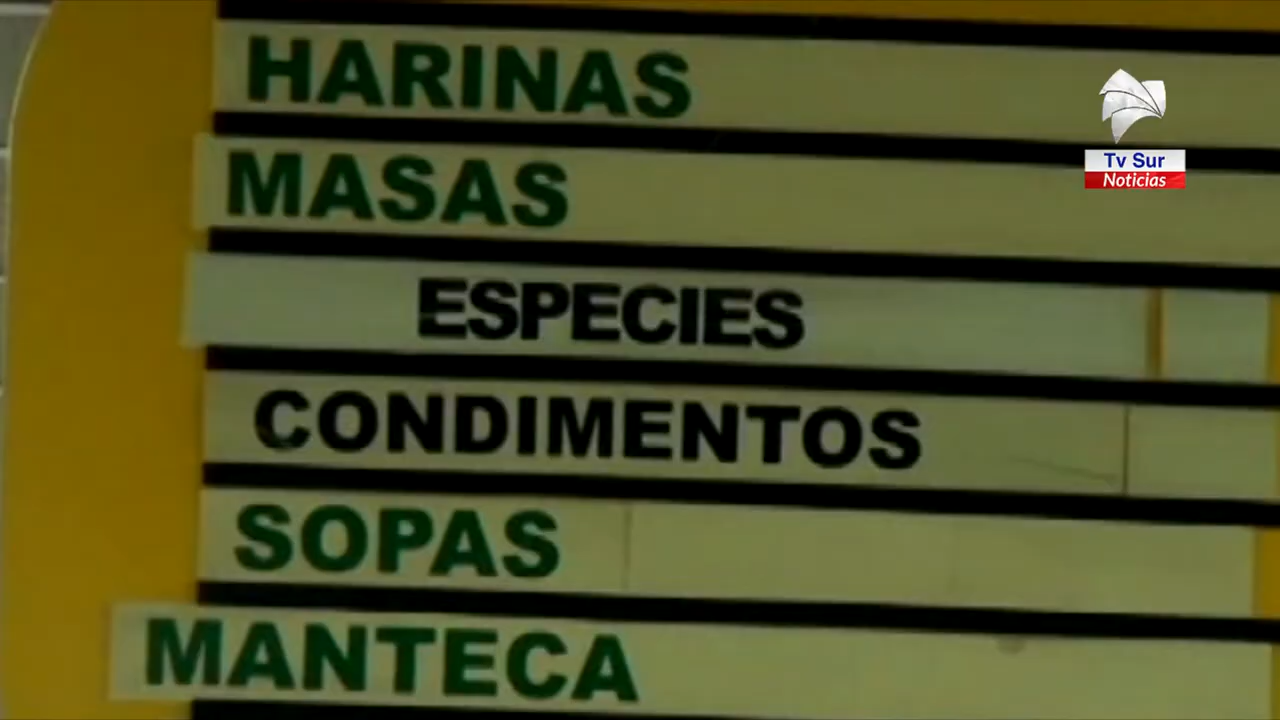 HARINAS
MASAS
ESPECIES
CONDIMENTOS
SOPAS
MANTECA
Tv Sur
Noticias